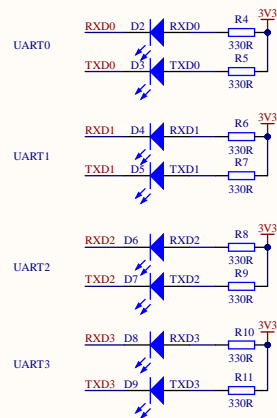 R4 3V3
RXD0 D2 RXD0
330R
UART0
R5
TXD0 D3 TXD0
330R
3V3
R6
RXD1 D4 RXD1
330R
UART1
R7
TXD1 D5 TXD1
330R
3V3
R8
RXD2 D6 RXD2
330R
UART2
R9
TXD2 D7 TXD2
330R
3V3
R10
RXD3 D8 RXD3
330R
UART3
R11
TXD3 D9 TXD3
330R